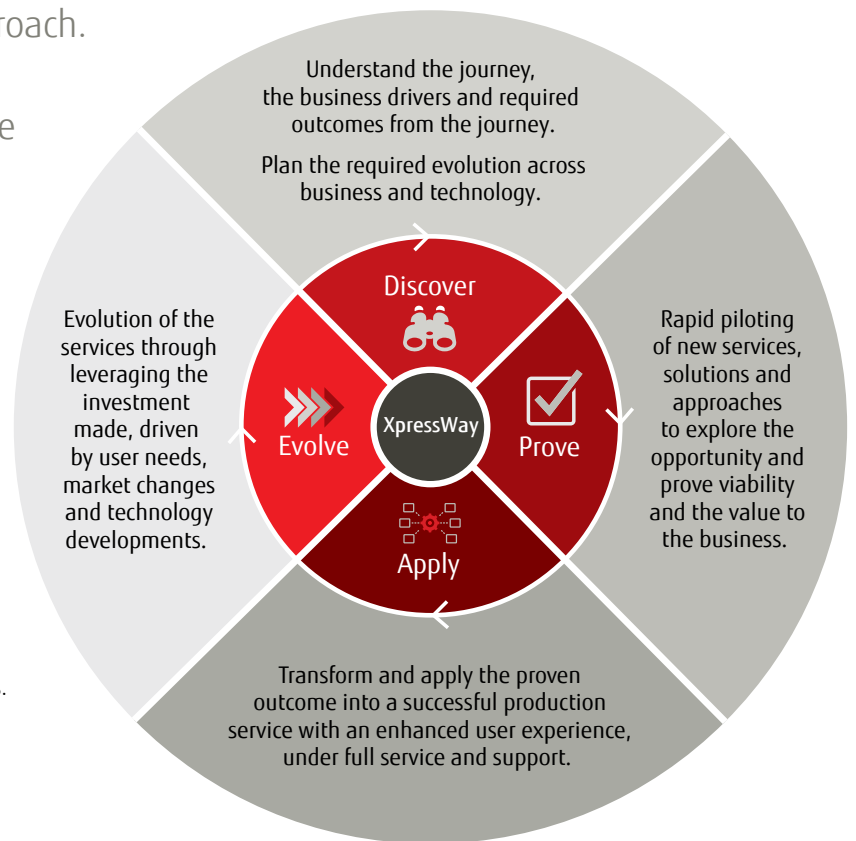 roach.
e
Understand the journey,
the business drivers and required
outcomes from the journey.
Plan the required evolution across
business and technology.
Discover
Evolution of the
services through
leveraging the
investment
made, driven
by user needs,
market changes
and technology
developments.
Evolve
XpressWay
Prove
Rapid piloting
of new services,
solutions and
approaches
to explore the
opportunity and
prove viability
and the value to
the business.
Apply
.
Transform and apply the proven
outcome into a successful production
service with an enhanced user experience,
under full service and support.